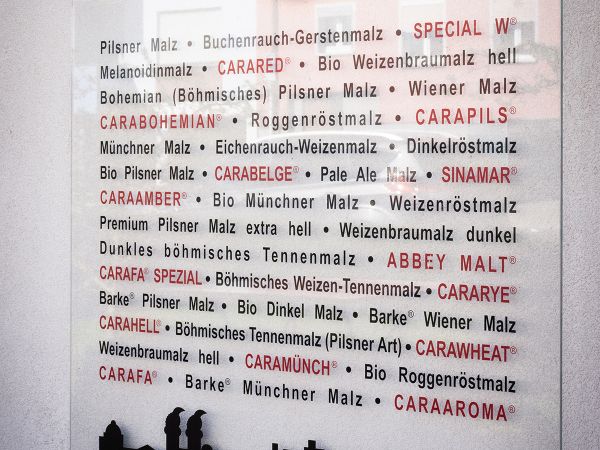 Pilsner Malz • Buchenrauch-Gerstenmalz • SPECIAL W®
Melanoidinmalz • CARARED® • Bio Weizenbraumalz hell
Bohemian (Böhmisches) Pilsner Malz • Wiener Malz
CARABOHEMIAN® • Roggenröstmalz • CARAPILS®
Münchner Malz • Eichenrauch-Weizenmalz • Dinkelröstmalz
Bio Pilsner Malz • CARABELGE® • Pale Ale Malz • SINAMAR®
CARAAMBER® • Bio Münchner Malz • Weizenröstmalz
Premium Pilsner Malz extra hell • Weizenbraumalz dunkel
Dunkles böhmisches Tennenmalz • ABBEY MALT®
CARAFA® SPEZIAL • Böhmisches Weizen-Tennenmalz • CARARYE®
Barke® Pilsner Malz • Bio Dinkel Malz • Barke® Wiener Malz
CARAHELL® • Böhmisches Tennenmalz (Pilsner Art) • CARAWHEAT®
Weizenbraumalz hell • CARAMÜNCH® • Bio Roggenröstmalz
CARAFA® • Barke® Münchner Malz • CARAAROMA®